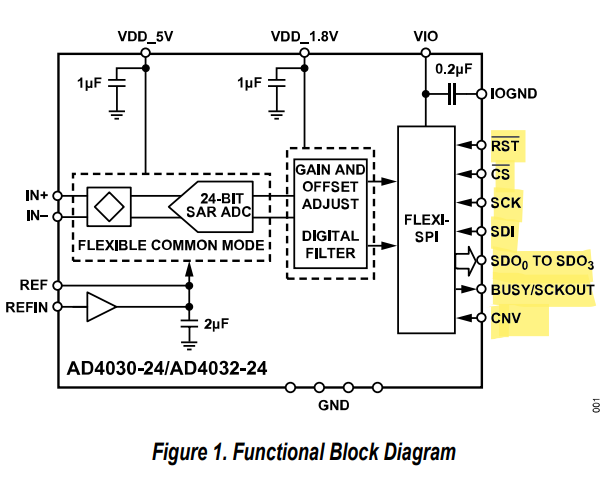 VDD_5V
VDD_1.8V
VIO
1µF
1µF
0.2µF
IOGND
RST
CS
SCK
SDI
SDO0 TO SDO3
BUSY/SCKOUT
CNV
IN+
IN–
24-BIT
SAR ADC
FLEXIBLE COMMON MODE
GAIN AND
OFFSET
ADJUST
DIGITAL
FILTER
FLEXI-
SPI
REF
REFIN
2µF
AD4030-24/AD4032-24
GND
001
Figure 1. Functional Block Diagram